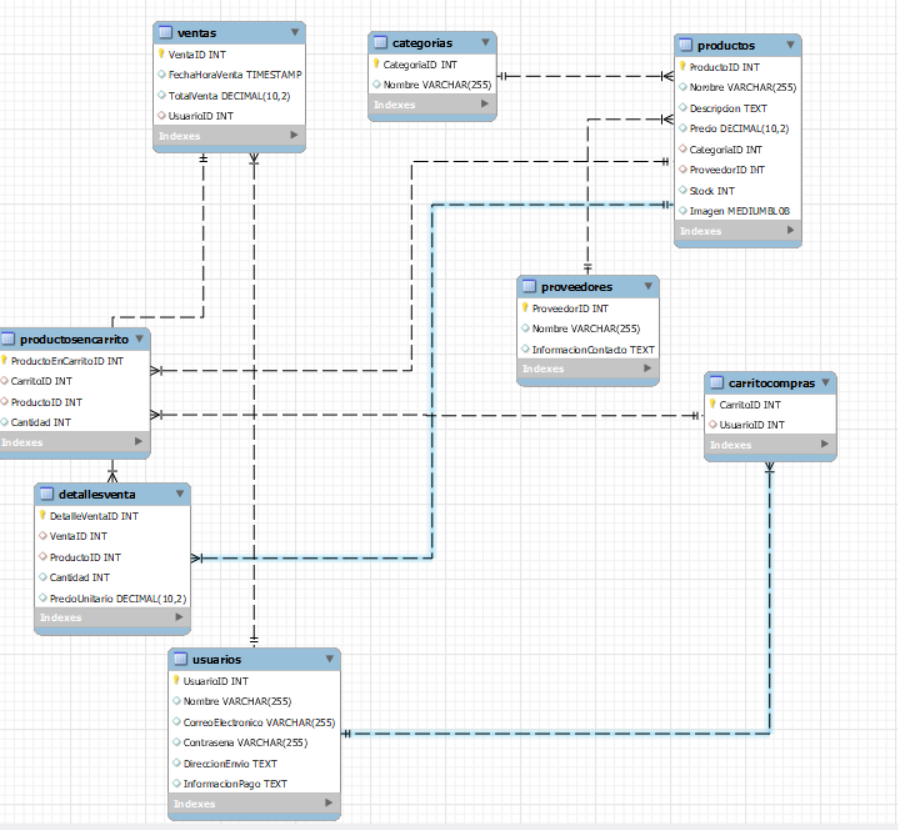 ventas
VentaID INT
FechaHoraVenta TIMESTAMP
TotalVenta DECIMAL(10,2)
UsuarioID INT
Indexes
categorias
CategoriaID INT
Nombre VARCHAR(255)
Indexes
productos
ProductoID INT
Nombre VARCHAR(255)
Descripcion TEXT
Precio DECIMAL(10,2)
CategoriaID INT
ProveedorID INT
Stock INT
Imagen MEDIUMBLOB
Indexes
proveedores
ProveedorID INT
Nombre VARCHAR(255)
InformacionContacto TEXT
Indexes
productosencarrito
ProductoEnCarritoID INT
CarritoID INT
ProductoID INT
Cantidad INT
Indexes
carritocompras
CarritoID INT
UsuarioID INT
Indexes
detallesventa
DetalleVentaID INT
VentaID INT
ProductoID INT
Cantidad INT
PrecioUnitario DECIMAL(10,2)
Indexes
usuarios
UsuarioID INT
Nombre VARCHAR(255)
CorreoElectronico VARCHAR(255)
Contrasena VARCHAR(255)
DireccionEnvio TEXT
InformacionPago TEXT
Indexes